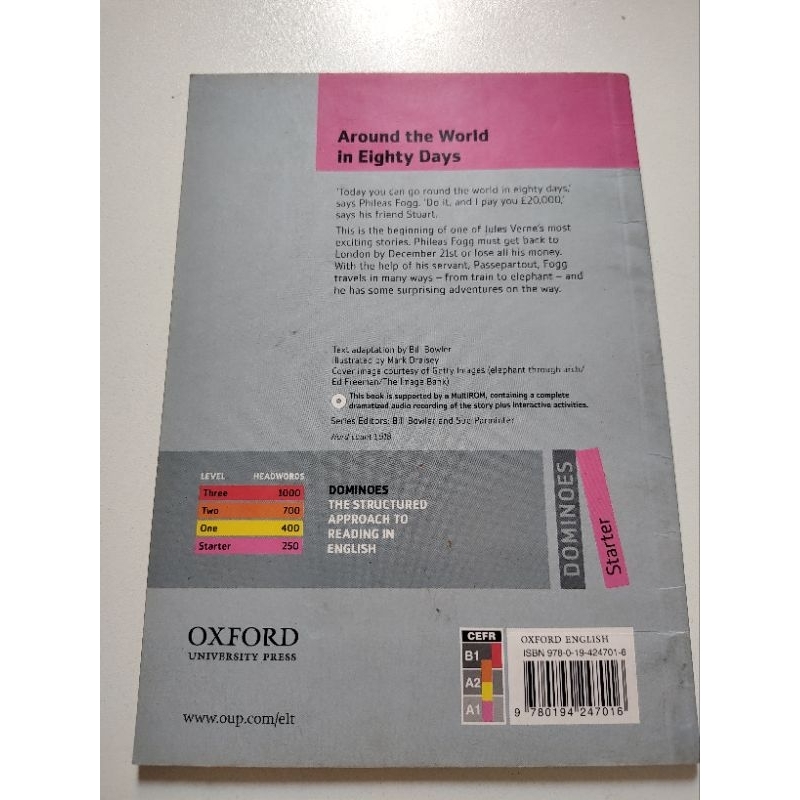 Around the World
in Eighty Days
'Today you can go round the world in eighty days,'
says Phileas Fogg. 'Do it, and I pay you £20,000,'
says his friend Stuart.
This is the beginning of one of Jules Verne's most
exciting stories. Phileas Fogg must get back to
London by December 21st or lose all his money.
With the help of his servant, Passepartout, Fogg
travels in many ways – from train to elephant – and
he has some surprising adventures on the way.
Text adaptation by Bill Bowler
Illustrated by Mark Draisey
Cover image courtesy of Getty Images (elephant through arch/
Ed Freeman/The Image Bank)
This book is supported by a MultiROM, containing a complete
dramatized audio recording of the story plus interactive activities.
Series Editors: Bill Bowler and Sue Parminter
Word count 1918
LEVEL HEADWORDS
Three 1000
Two 700
One 400
Starter 250
DOMINOES
THE STRUCTURED
APPROACH TO
READING IN
ENGLISH
DOMINOES
Starter
OXFORD
UNIVERSITY PRESS
www.oup.com/elt
CEFR
B1
A2
A1
OXFORD ENGLISH
ISBN 978-0-19-424701-6
9 780194 247016